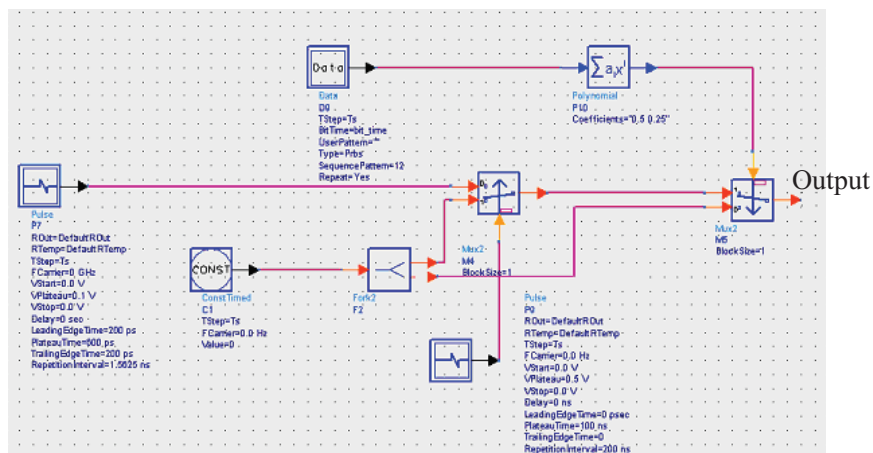 Data
Data
D9
TStep=Ts
BitTime=bit_time
UserPattern=""
Type=Prbs
SequencePattern=12
Repeat=Yes
Polynomial
Coefficients="0.5 0.25"
Output
Mux2
M5
BlockSize=1
Mux2
M4
BlockSize=1
Pulse
P7
ROut=DefaultROut
RTemp=DefaultRTemp
TStep=Ts
FCarrier=0 GHz
VStart=0.0 V
VPlateau=0.1 V
VStop=0.0 V
Delay=0 sec
LeadingEdgeTime=200 ps
PlateauTime=600 ps
TrailingEdgeTime=200 ps
RepetitionInterval=1.5625 ns
CONST
ConstTimed
C1
TStep=Ts
FCarrier=0.0 Hz
Value=0
Fork2
F2
Pulse
P9
ROut=DefaultROut
RTemp=DefaultRTemp
TStep=Ts
FCarrier=0.0 Hz
VStart=0.0 V
VPlateau=0.5 V
VStop=0.0 V
Delay=0 ns
LeadingEdgeTime=0 psec
PlateauTime=100 ns
TrailingEdgeTime=0
RepetitionInterval=200 ns